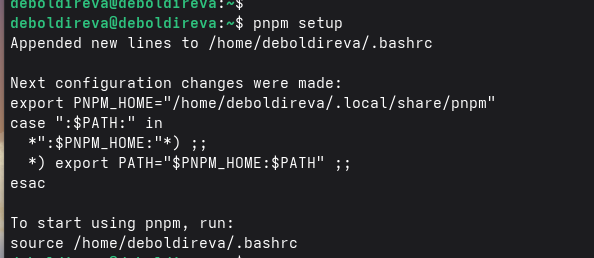 deboldireva@deboldireva:~$
deboldireva@deboldireva:~$ pnpm setup
Appended new lines to /home/deboldireva/.bashrc

Next configuration changes were made:
export PNPM_HOME="/home/deboldireva/.local/share/pnpm"
case ":$PATH:" in
  *":$PNPM_HOME:"*) ;;
  *) export PATH="$PNPM_HOME:$PATH" ;;
esac

To start using pnpm, run:
source /home/deboldireva/.bashrc